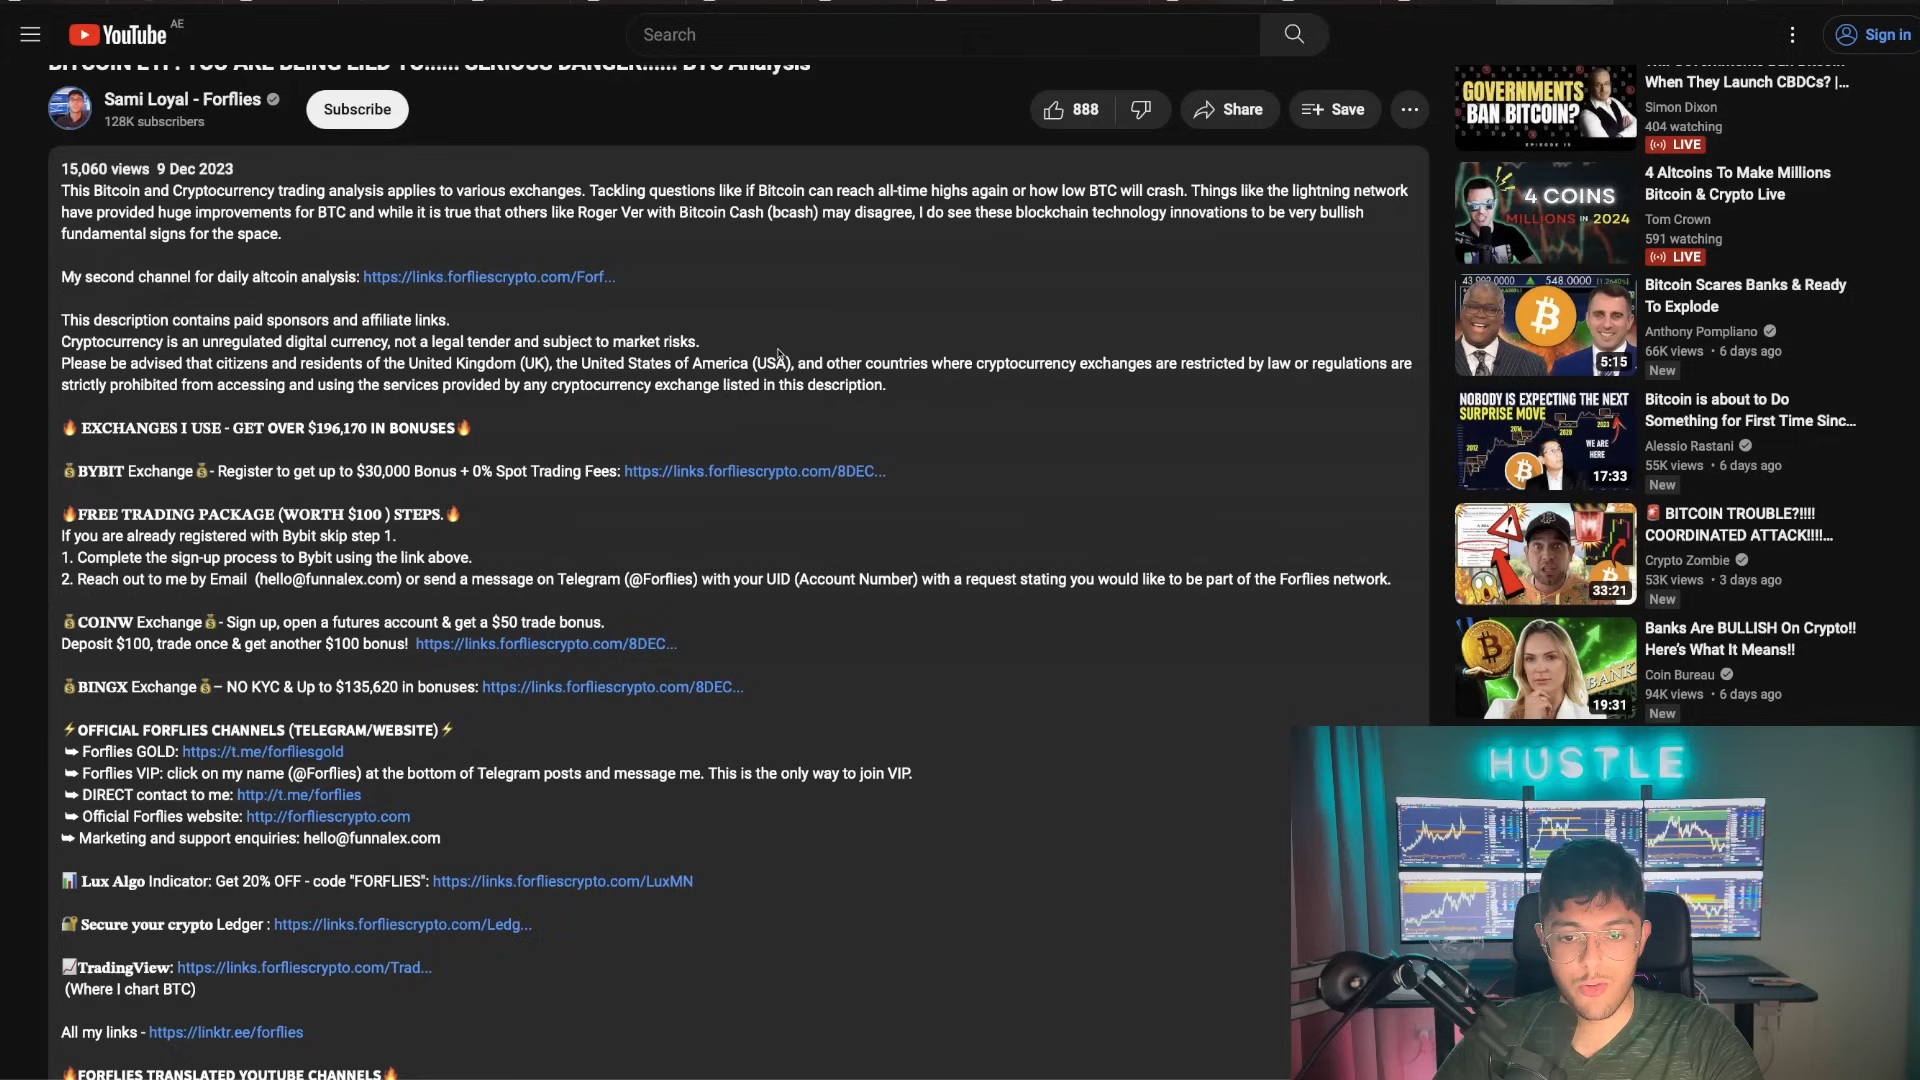 YouTube
AE
Search
Sign in
BITCOIN ETF: YOU ARE BEING LIED TO...... SERIOUS DANGER...... BTC Analysis
Sami Loyal - Forflies
128K subscribers
Subscribe
888
Share
Save
15,060 views 9 Dec 2023
This Bitcoin and Cryptocurrency trading analysis applies to various exchanges. Tackling questions like if Bitcoin can reach all-time highs again or how low BTC will crash. Things like the lightning network
have provided huge improvements for BTC and while it is true that others like Roger Ver with Bitcoin Cash (bcash) may disagree, I do see these blockchain technology innovations to be very bullish
fundamental signs for the space.
My second channel for daily altcoin analysis: https://links.forfliescrypto.com/Forf...
This description contains paid sponsors and affiliate links.
Cryptocurrency is an unregulated digital currency, not a legal tender and subject to market risks.
Please be advised that citizens and residents of the United Kingdom (UK), the United States of America (USA), and other countries where cryptocurrency exchanges are restricted by law or regulations are
strictly prohibited from accessing and using the services provided by any cryptocurrency exchange listed in this description.
🔥 EXCHANGES I USE - GET OVER $196,170 IN BONUSES🔥
💰BYBIT Exchange💰- Register to get up to $30,000 Bonus + 0% Spot Trading Fees: https://links.forfliescrypto.com/8DEC...
🔥FREE TRADING PACKAGE (WORTH $100 ) STEPS.🔥
If you are already registered with Bybit skip step 1.
1. Complete the sign-up process to Bybit using the link above.
2. Reach out to me by Email (hello@funnalex.com) or send a message on Telegram (@Forflies) with your UID (Account Number) with a request stating you would like to be part of the Forflies network.
💰COINW Exchange💰- Sign up, open a futures account & get a $50 trade bonus.
Deposit $100, trade once & get another $100 bonus! https://links.forfliescrypto.com/8DEC...
💰BINGX Exchange💰– NO KYC & Up to $135,620 in bonuses: https://links.forfliescrypto.com/8DEC...
⚡OFFICIAL FORFLIES CHANNELS (TELEGRAM/WEBSITE)⚡
➥ Forflies GOLD: https://t.me/forfliesgold
➥ Forflies VIP: click on my name (@Forflies) at the bottom of Telegram posts and message me. This is the only way to join VIP.
➥ DIRECT contact to me: http://t.me/forflies
➥ Official Forflies website: http://forfliescrypto.com
➥ Marketing and support enquiries: hello@funnalex.com
📊 Lux Algo Indicator: Get 20% OFF - code "FORFLIES": https://links.forfliescrypto.com/LuxMN
🔐 Secure your crypto Ledger : https://links.forfliescrypto.com/Ledg...
📈TradingView: https://links.forfliescrypto.com/Trad...
(Where I chart BTC)
All my links - https://linktr.ee/forflies
🔥FORFLIES TRANSLATED YOUTUBE CHANNELS🔥
GOVERNMENTS
BAN BITCOIN?
EPISODE 15
When They Launch CBDCs? |...
Simon Dixon
404 watching
LIVE
4 COINS
MILLIONS IN 2024
4 Altcoins To Make Millions
Bitcoin & Crypto Live
Tom Crown
591 watching
LIVE
548.0000
5:15
Bitcoin Scares Banks & Ready
To Explode
Anthony Pompliano
66K views • 6 days ago
New
NOBODY IS EXPECTING THE NEXT
SURPRISE MOVE
2012
2016
2020
2023
WE ARE
HERE
17:33
Bitcoin is about to Do
Something for First Time Sinc...
Alessio Rastani
55K views • 6 days ago
New
33:21
🚨 BITCOIN TROUBLE?!!!
COORDINATED ATTACK!!!!...
Crypto Zombie
53K views • 3 days ago
New
BANK
19:31
Banks Are BULLISH On Crypto!!
Here's What It Means!!
Coin Bureau
94K views • 6 days ago
New
HUSTLE